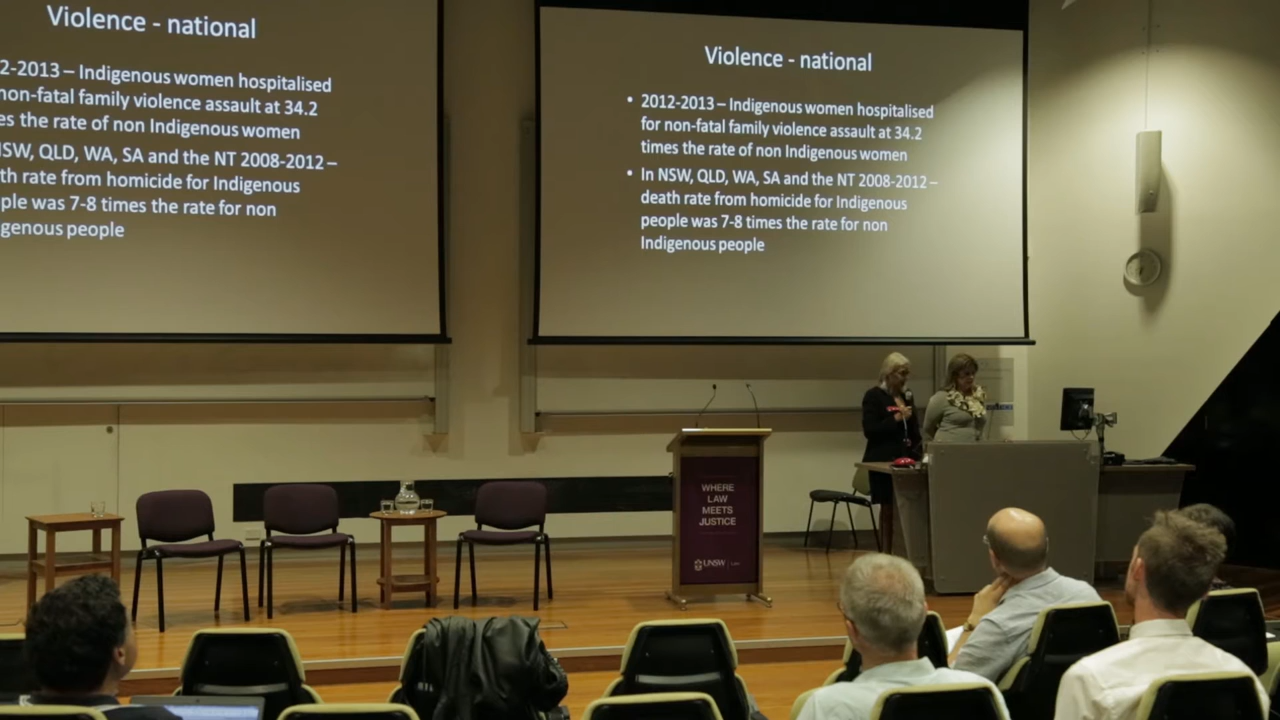 Violence - national
2-2013 – Indigenous women hospitalised
non-fatal family violence assault at 34.2
es the rate of non Indigenous women
NSW, QLD, WA, SA and the NT 2008-2012 –
th rate from homicide for Indigenous
ple was 7-8 times the rate for non
genous people
Violence - national
• 2012-2013 – Indigenous women hospitalised
for non-fatal family violence assault at 34.2
times the rate of non Indigenous women
• In NSW, QLD, WA, SA and the NT 2008-2012 –
death rate from homicide for Indigenous
people was 7-8 times the rate for non
Indigenous people
WHERE
LAW
MEETS
JUSTICE
UNSW Law